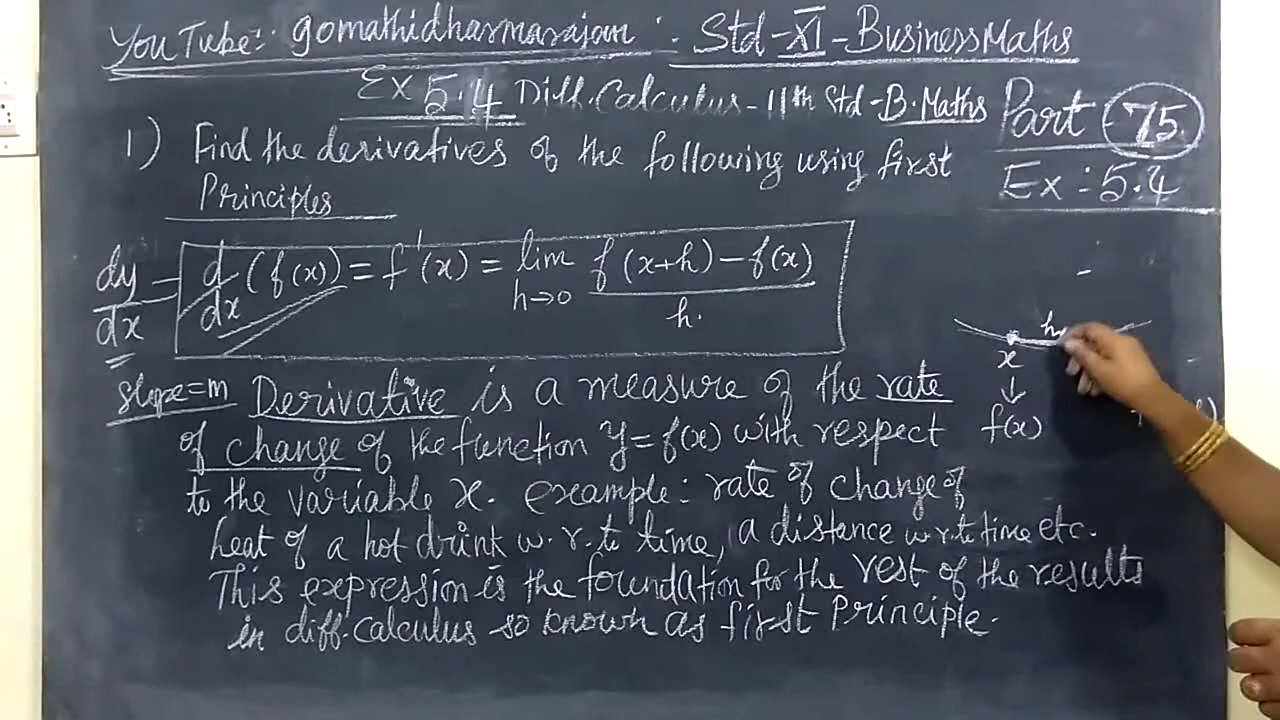 YouTube:- gomathidharmarajan : Std-XI-Business Maths
Ex 5.4 Diff.Calculus-11th Std-B.Maths Part-75
1) Find the derivatives of the following using first
Principles
Ex:5.4
dy/dx = d/dx (f(x)) = f'(x) = lim h→0 f(x+h)-f(x)/h.
h
x
↓
f(x)
slope=m Derivative is a measure of the rate
of change of the function y=f(x) with respect
to the variable x. example: rate of change of
heat of a hot drink w.r.to time, a distance w.r.to time etc.
This expression is the foundation for the rest of the results
in diff.calculus so known as first Principle.